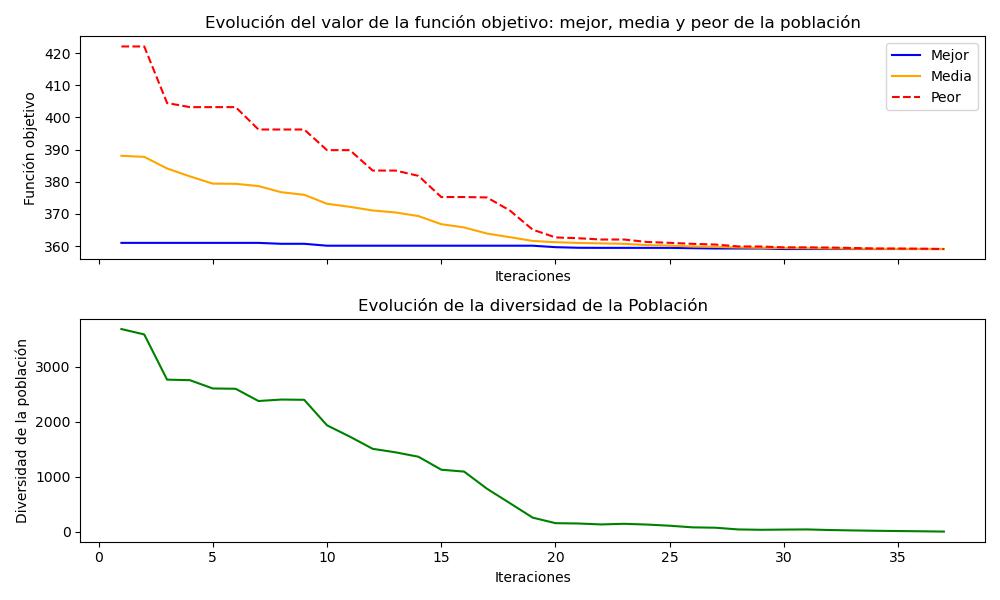 Evolución del valor de la función objetivo: mejor, media y peor de la población
Función objetivo
420
410
400
390
380
370
360
Mejor
Media
Peor
Iteraciones
Evolución de la diversidad de la Población
Diversidad de la población
3000
2000
1000
0
0 5 10 15 20 25 30 35
Iteraciones